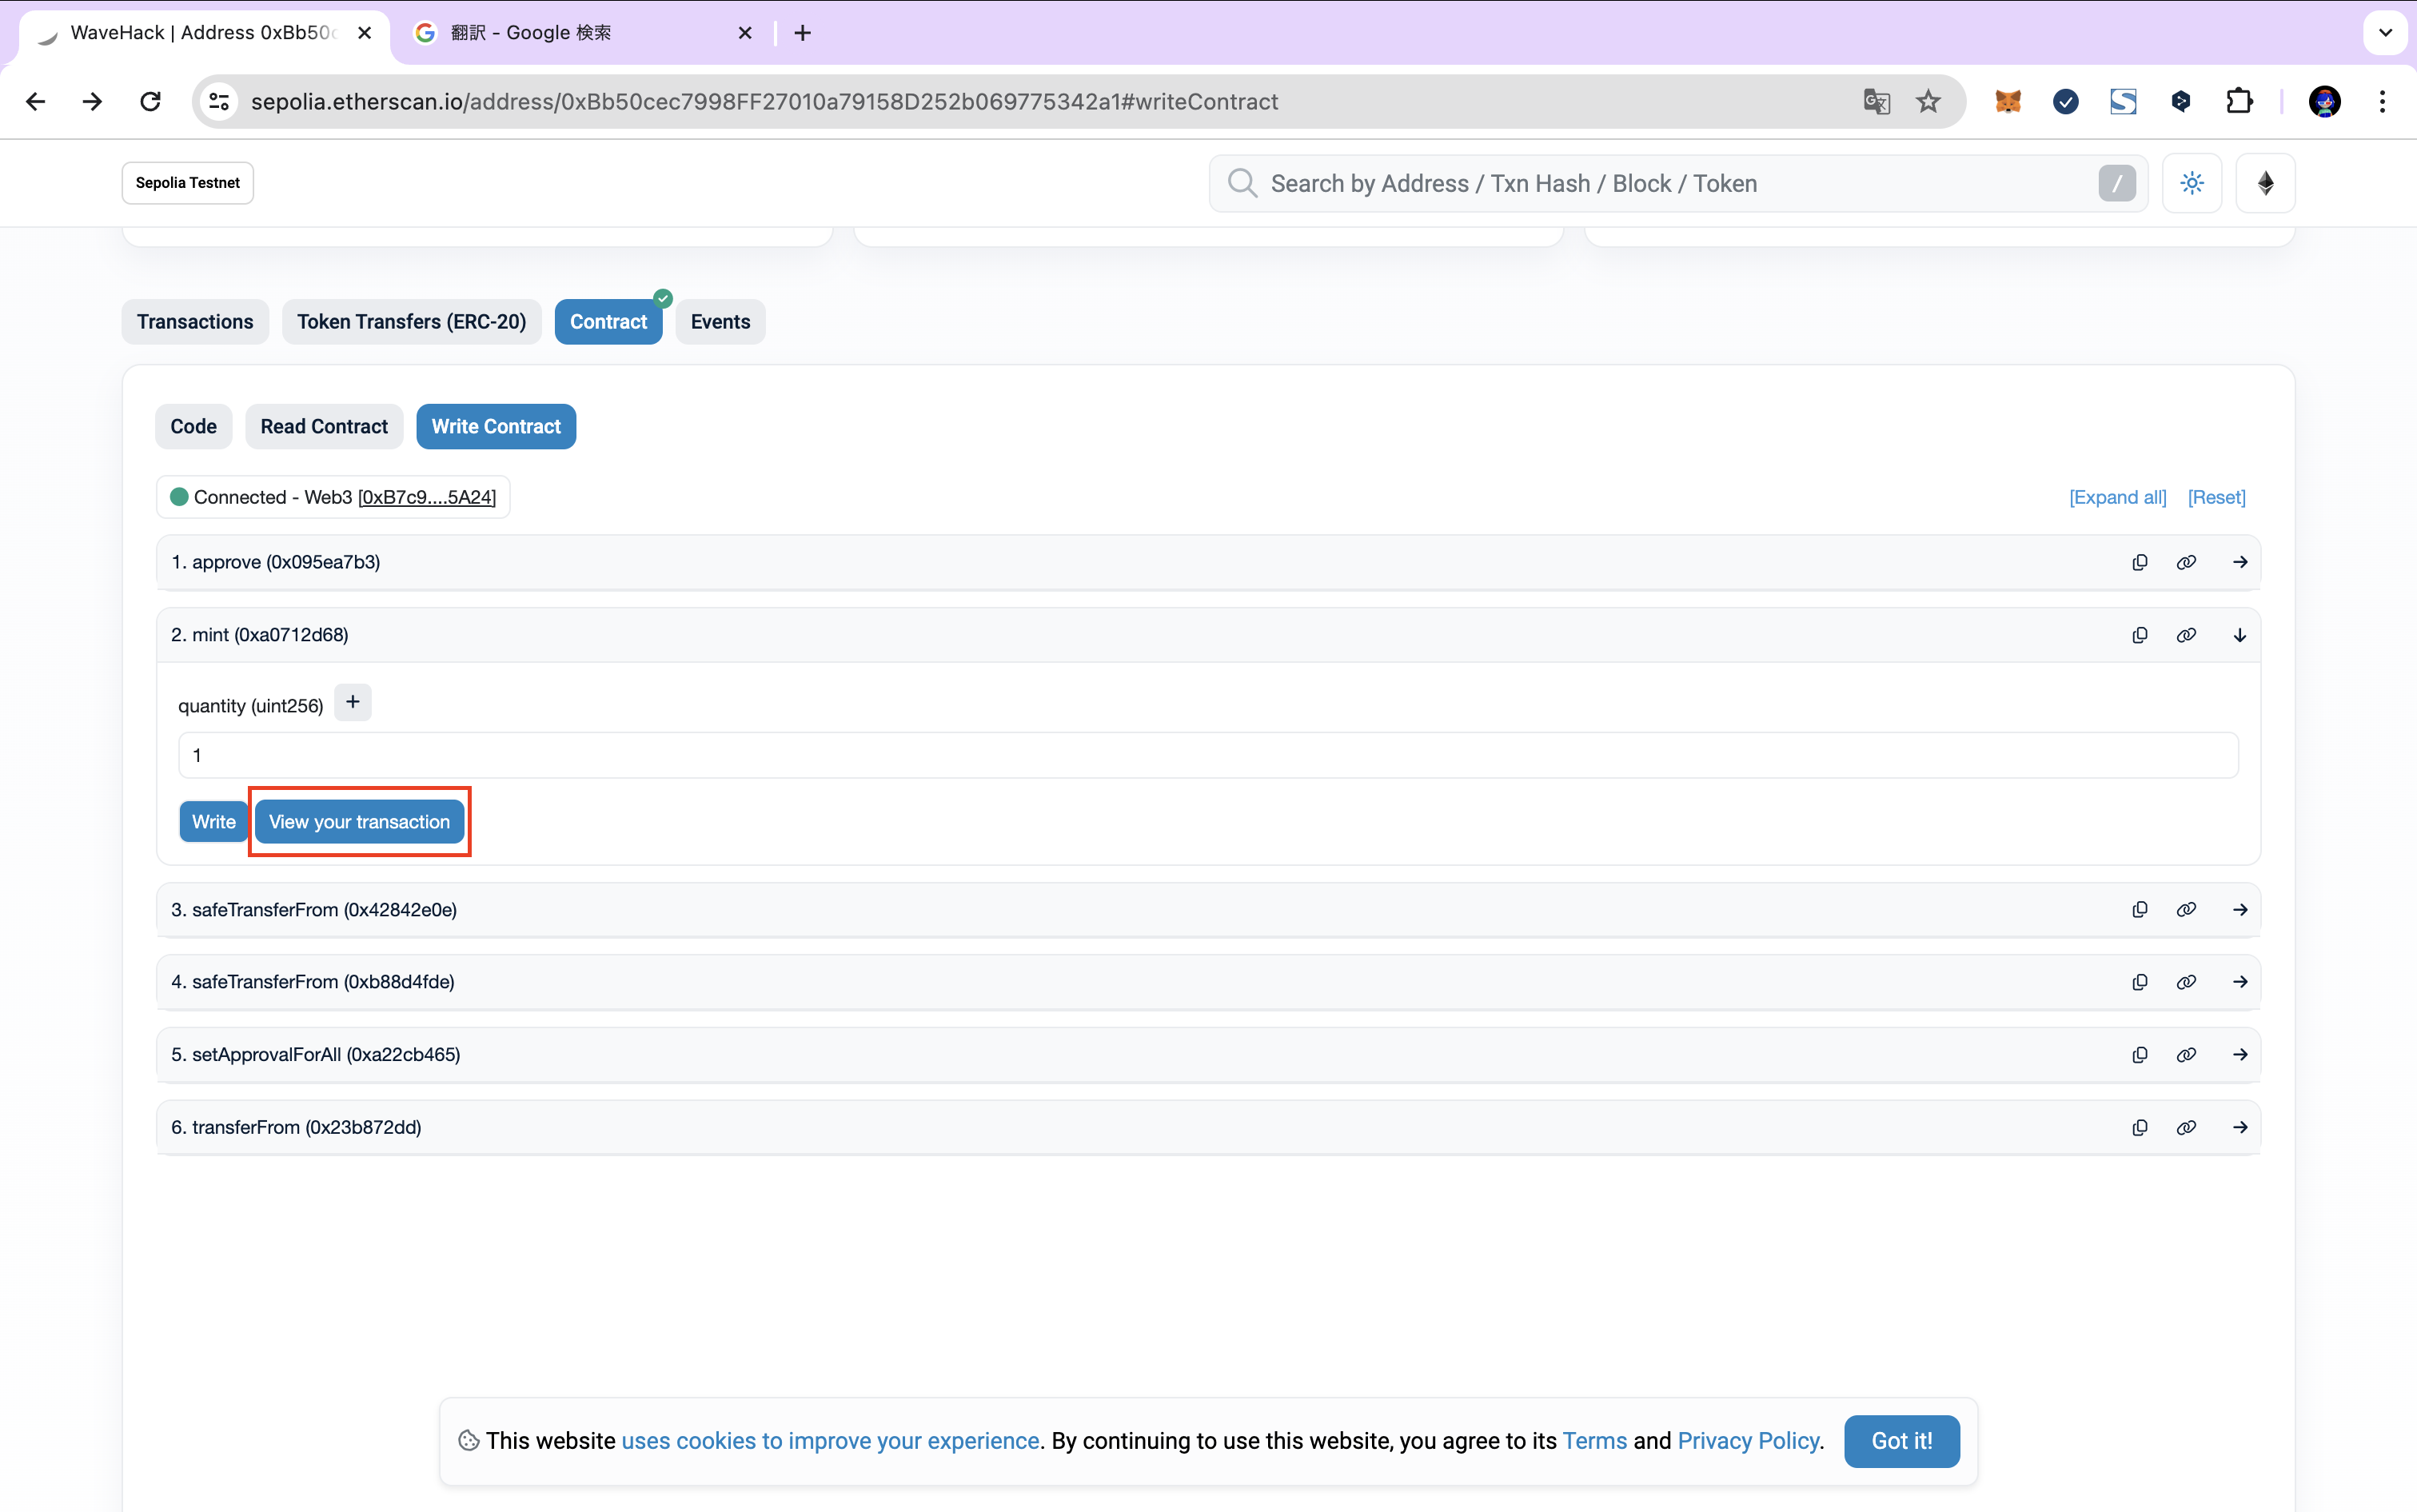 WaveHack | Address 0xBb50c
翻訳 - Google 検索
sepolia.etherscan.io/address/0xBb50cec7998FF27010a79158D252b069775342a1#writeContract
Sepolia Testnet
Search by Address / Txn Hash / Block / Token
/
Transactions
Token Transfers (ERC-20)
Contract
Events
Code
Read Contract
Write Contract
Connected - Web3 [0xB7c9....5A24]
[Expand all]
[Reset]
1. approve (0x095ea7b3)
2. mint (0xa0712d68)
quantity (uint256)
+
1
Write
View your transaction
3. safeTransferFrom (0x42842e0e)
4. safeTransferFrom (0xb88d4fde)
5. setApprovalForAll (0xa22cb465)
6. transferFrom (0x23b872dd)
This website uses cookies to improve your experience. By continuing to use this website, you agree to its Terms and Privacy Policy.
Got it!